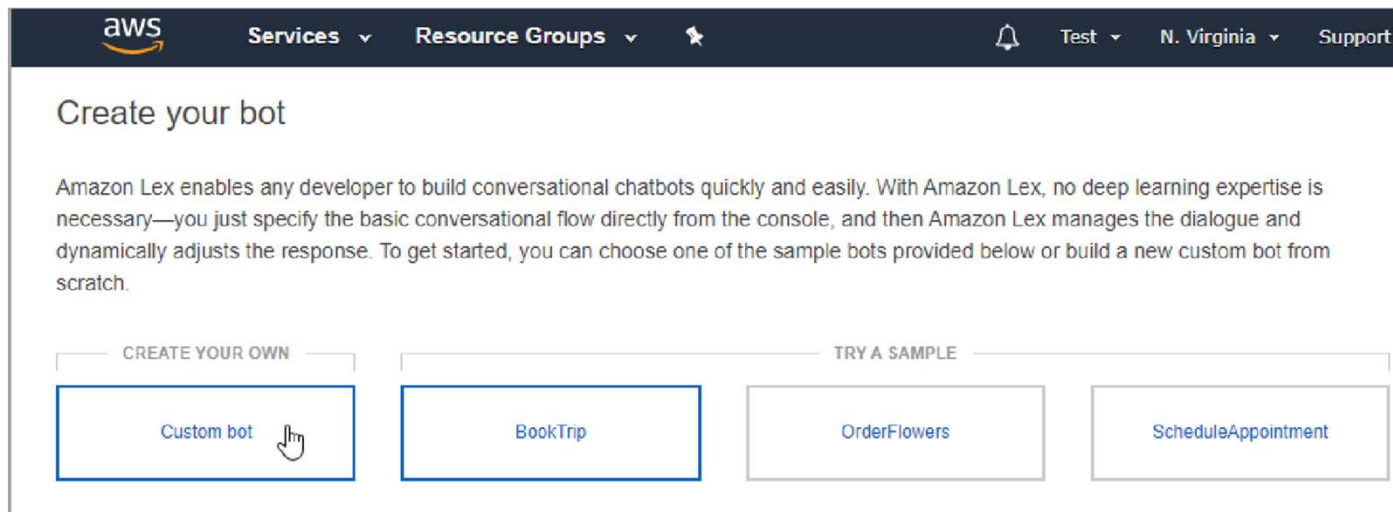 aws Services Resource Groups Test N. Virginia Support
Create your bot
Amazon Lex enables any developer to build conversational chatbots quickly and easily. With Amazon Lex, no deep learning expertise is
necessary—you just specify the basic conversational flow directly from the console, and then Amazon Lex manages the dialogue and
dynamically adjusts the response. To get started, you can choose one of the sample bots provided below or build a new custom bot from
scratch.
CREATE YOUR OWN TRY A SAMPLE
Custom bot BookTrip OrderFlowers ScheduleAppointment